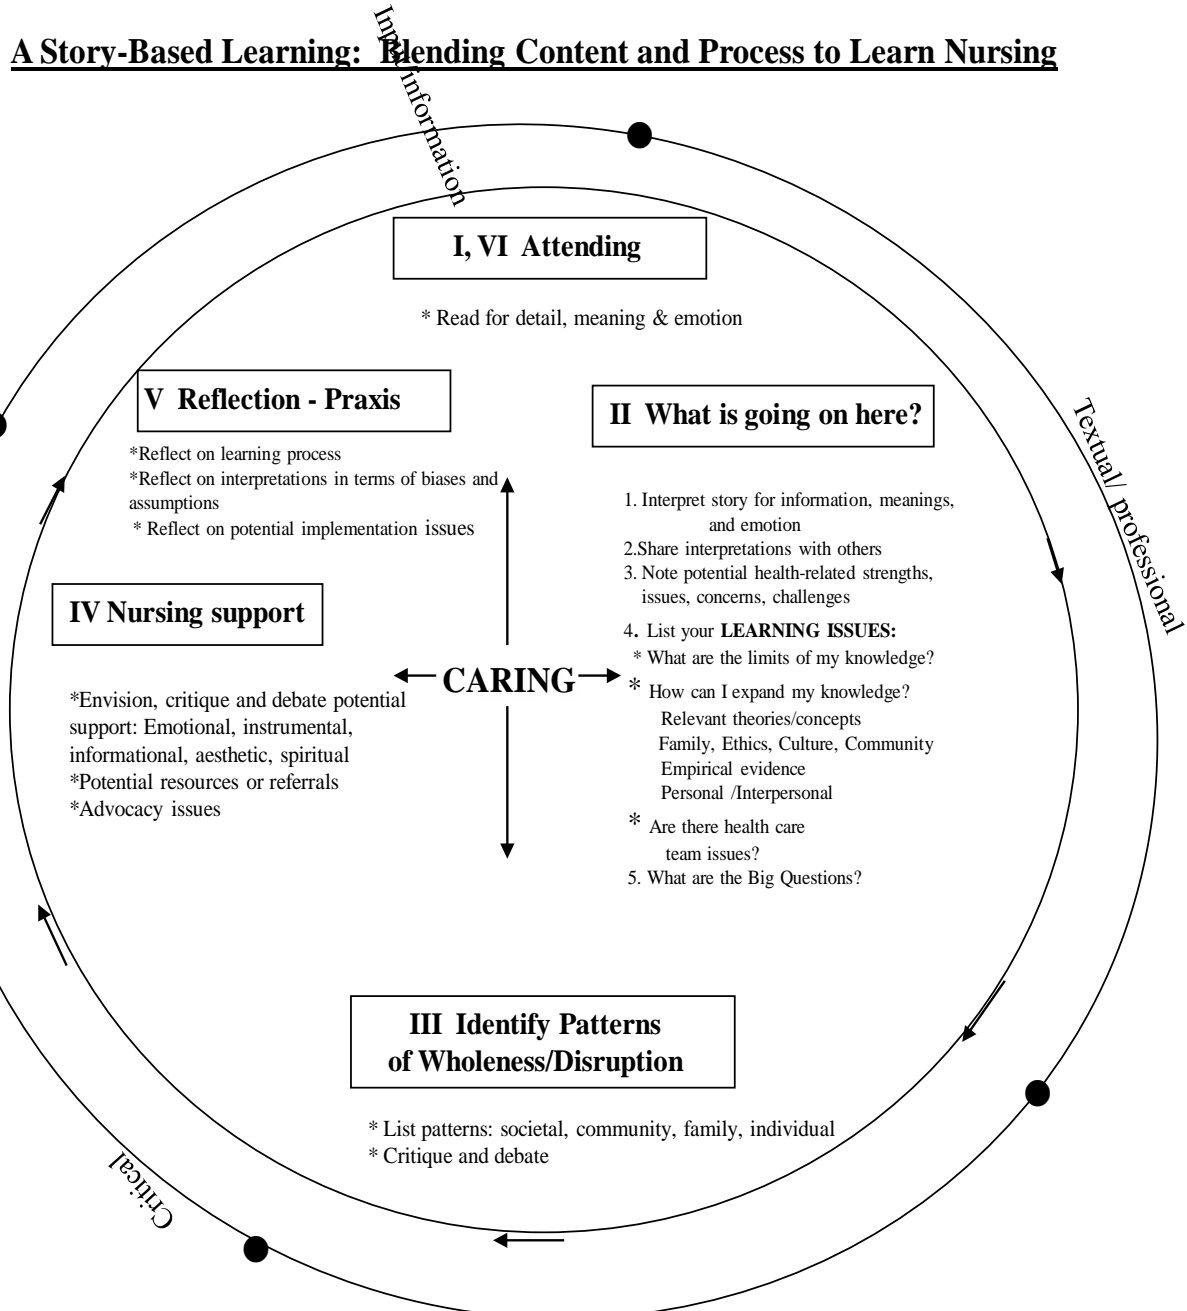 A Story-Based Learning: Blending Content and Process to Learn Nursing
Input/information
I, VI Attending
* Read for detail, meaning & emotion
V Reflection - Praxis
*Reflect on learning process
*Reflect on interpretations in terms of biases and
assumptions
* Reflect on potential implementation issues
II What is going on here?
1. Interpret story for information, meanings,
and emotion
2.Share interpretations with others
3. Note potential health-related strengths,
issues, concerns, challenges
4. List your LEARNING ISSUES:
* What are the limits of my knowledge?
* How can I expand my knowledge?
Relevant theories/concepts
Family, Ethics, Culture, Community
Empirical evidence
Personal /Interpersonal
* Are there health care
team issues?
5. What are the Big Questions?
Textual/ professional
IV Nursing support
*Envision, critique and debate potential
support: Emotional, instrumental,
informational, aesthetic, spiritual
*Potential resources or referrals
*Advocacy issues
CARING
III Identify Patterns
of Wholeness/Disruption
* List patterns: societal, community, family, individual
* Critique and debate
Critical